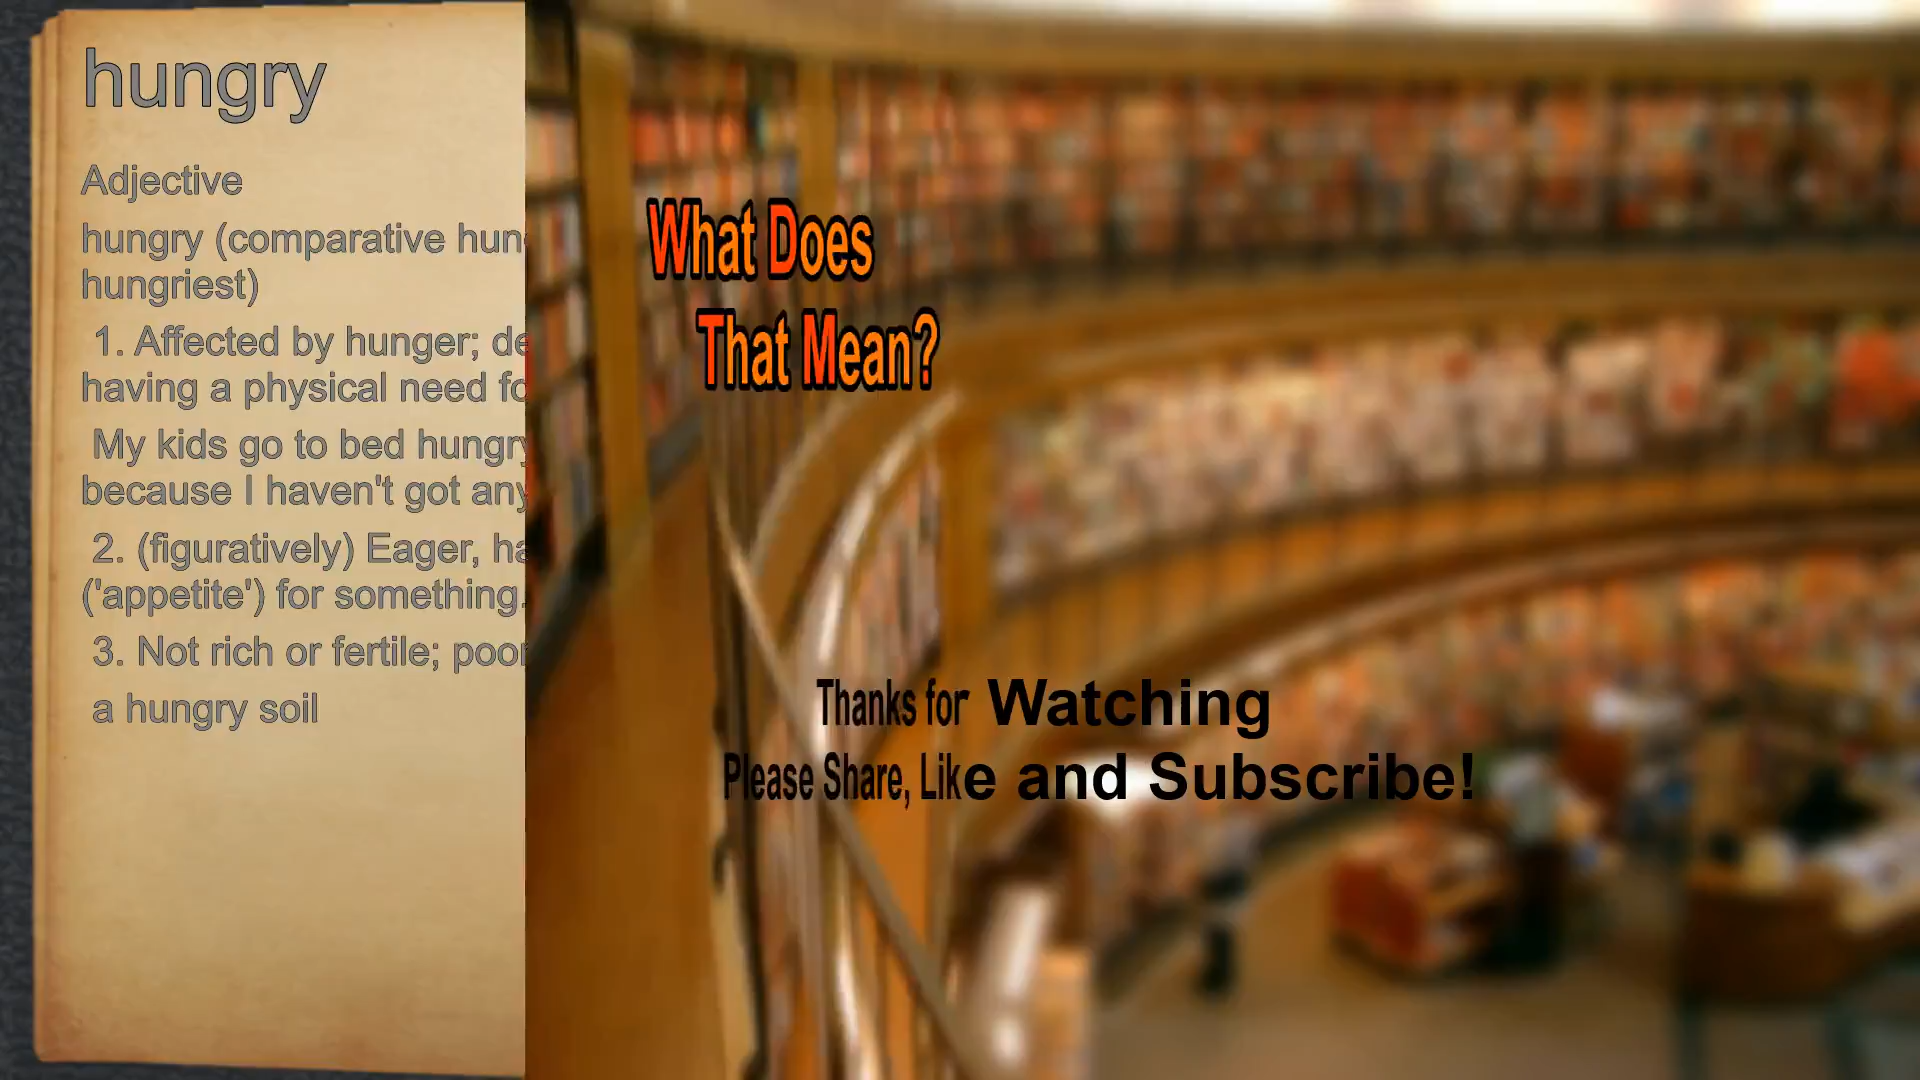 hungry
Adjective
hungry (comparative hun
hungriest)
1. Affected by hunger; de
having a physical need fo
My kids go to bed hungry
because I haven't got any
2. (figuratively) Eager, ha
('appetite') for something.
3. Not rich or fertile; poor
a hungry soil
What Does
That Mean?
Thanks for Watching
Please Share, Like and Subscribe!